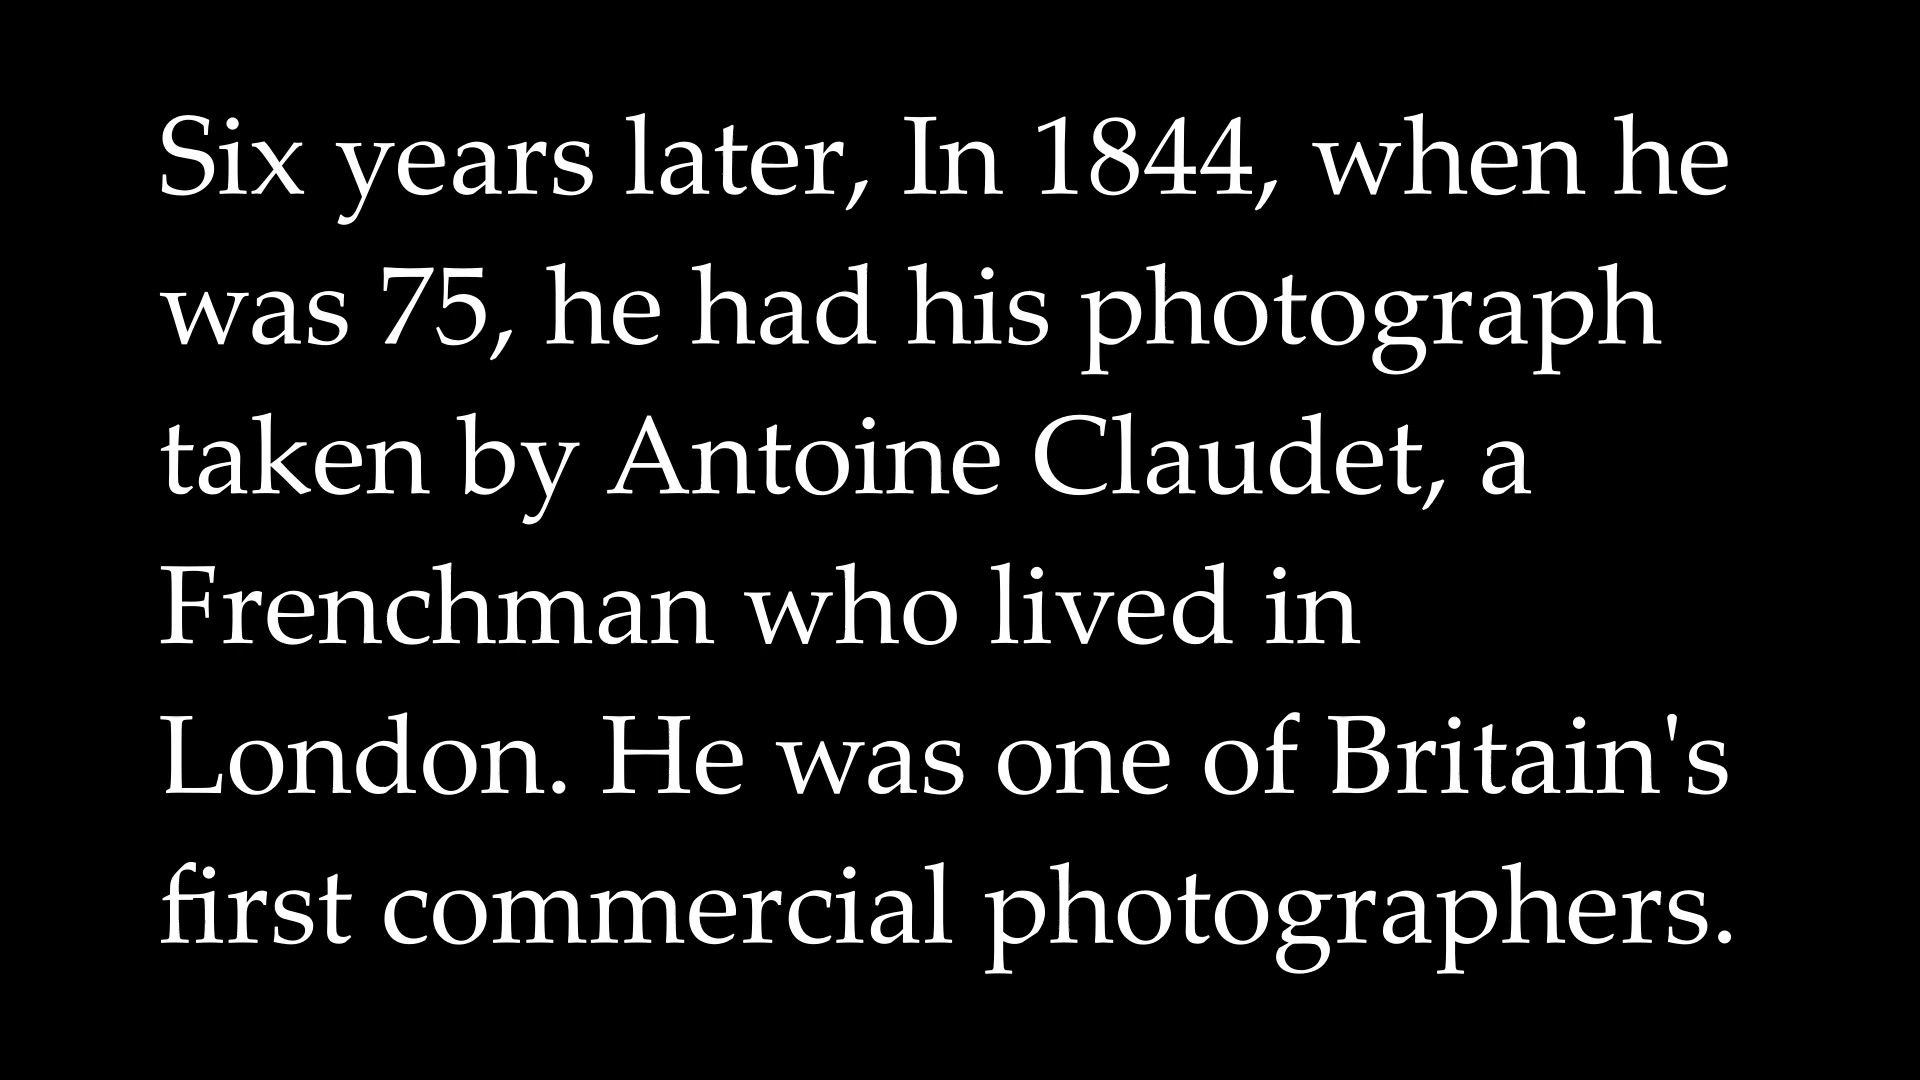 Six years later, In 1844, when he
was 75, he had his photograph
taken by Antoine Claudet, a
Frenchman who lived in
London. He was one of Britain's
first commercial photographers.